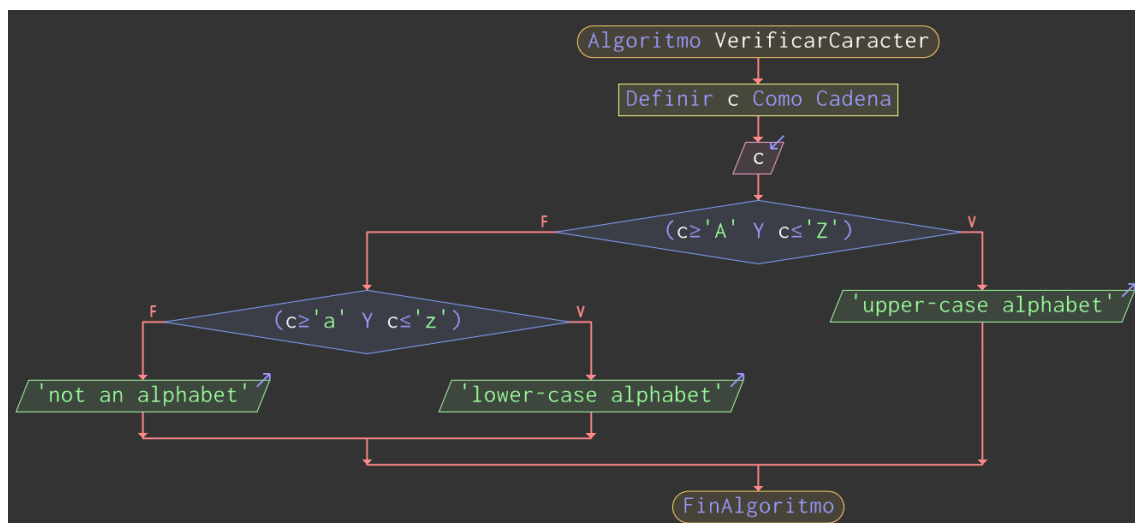 Algoritmo VerificarCaracter
Definir c Como Cadena
c
F
(c≥'A' Y c≤'Z')
V
F
(c≥'a' Y c≤'z')
V
'upper-case alphabet'
'not an alphabet'
'lower-case alphabet'
FinAlgoritmo